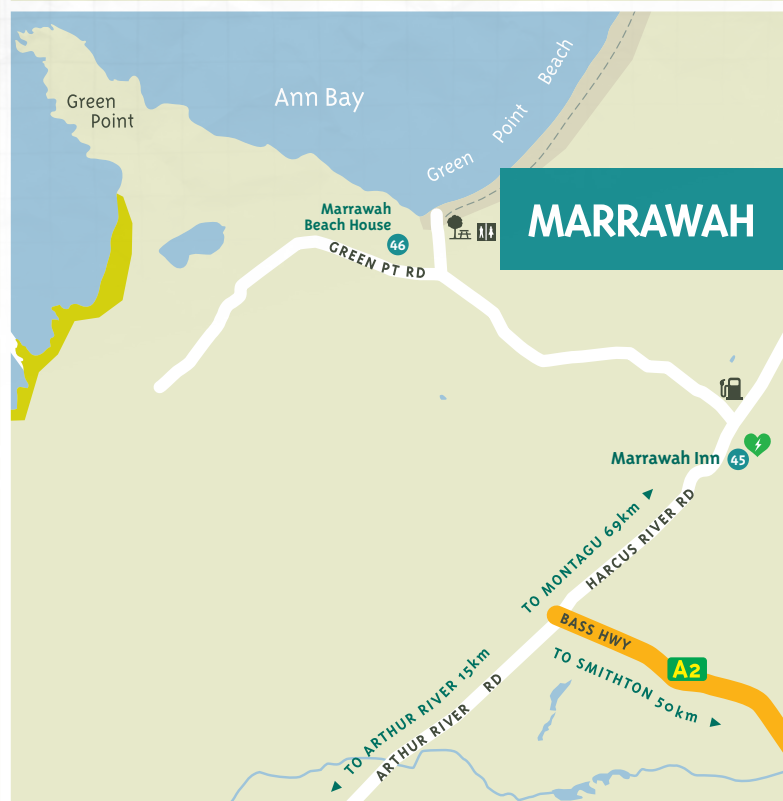 Green
Point
Ann Bay
Green Point Beach
MARRAWAH
Marrawah
Beach House
46
GREEN PT RD
Marrawah Inn
45
TO MONTAGU 69km
HARCUS RIVER RD
BASS HWY
A2
TO SMITHTON 50km
TO ARTHUR RIVER 15km
ARTHUR RIVER RD